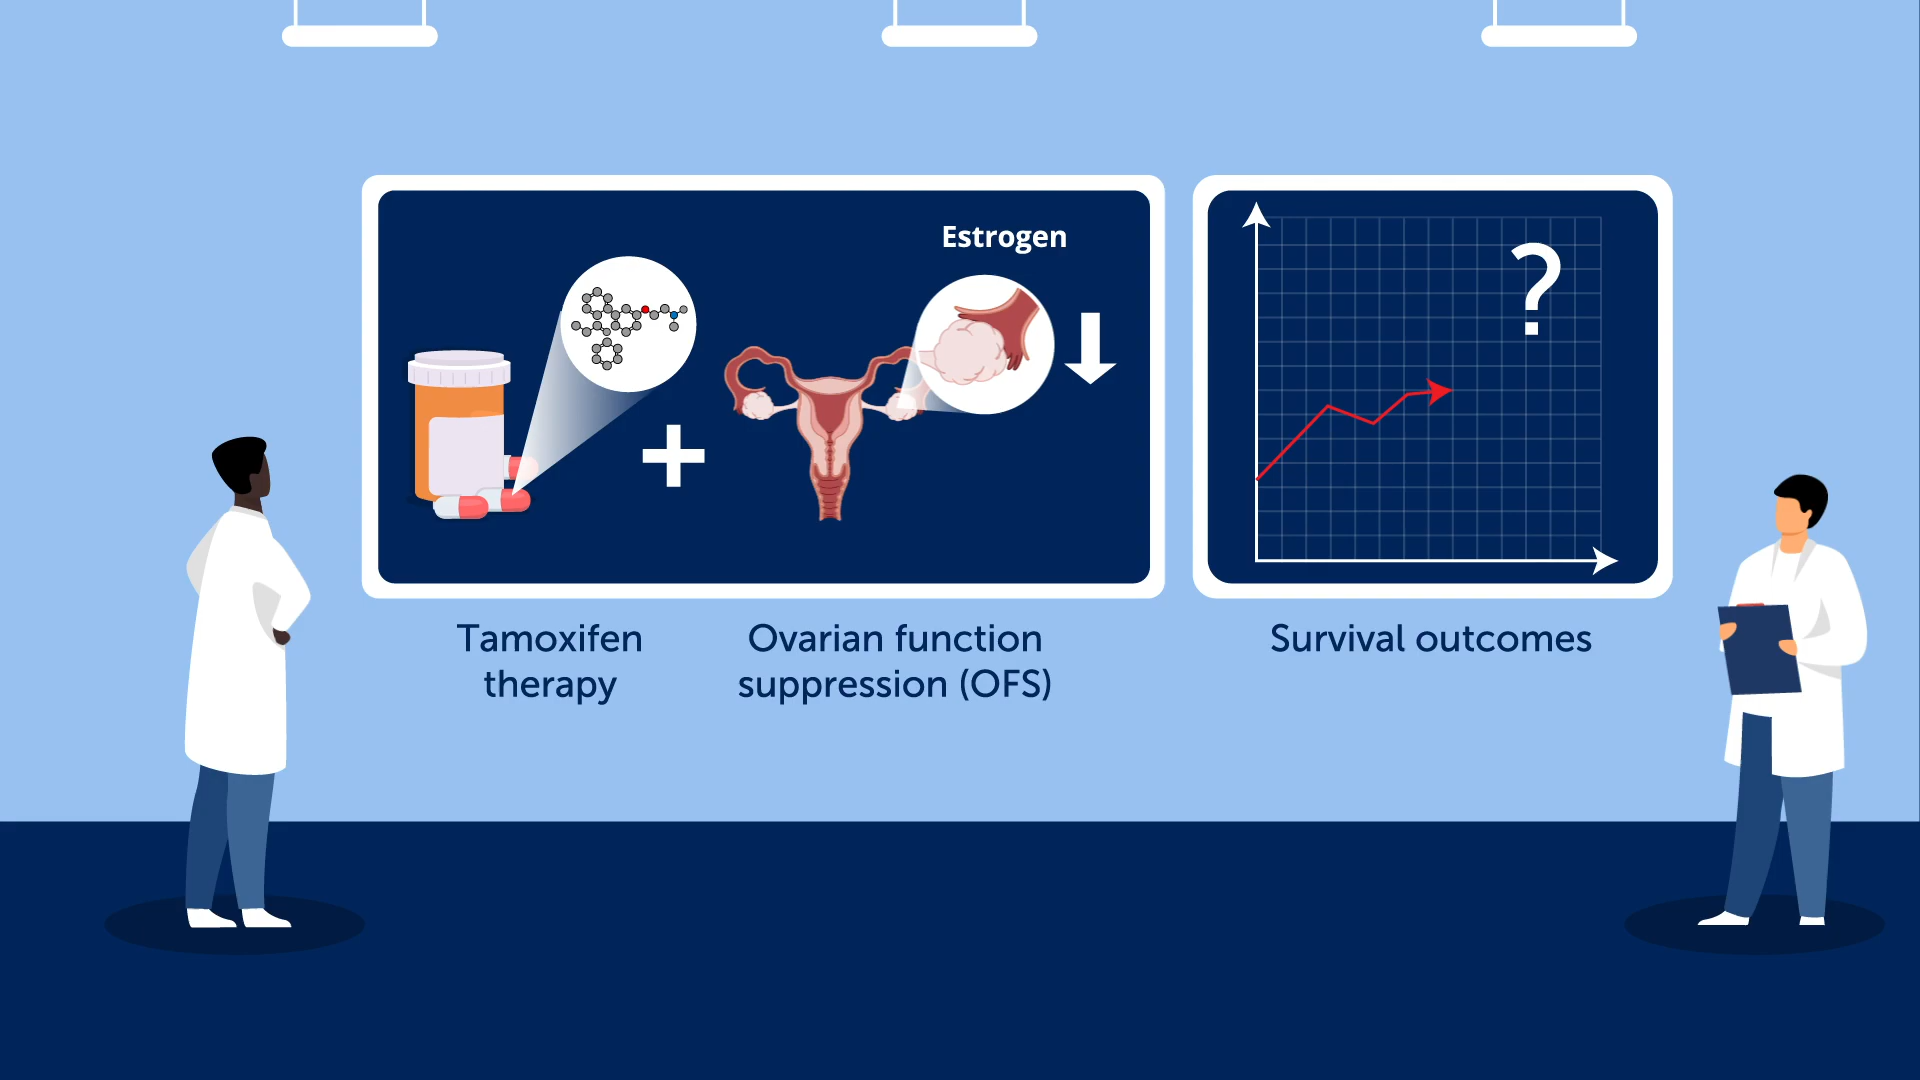 Estrogen
?
Tamoxifen
therapy
Ovarian function
suppression (OFS)
Survival outcomes